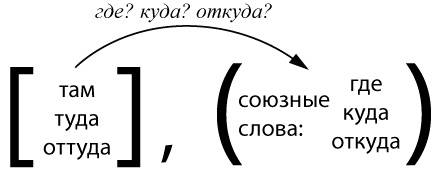 где? куда? откуда?
там
туда
оттуда
,
союзные
слова:
где
куда
откуда